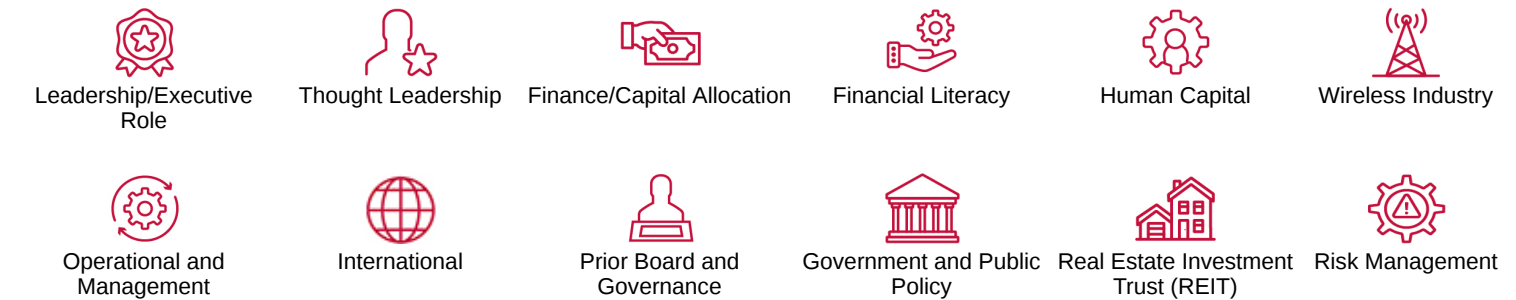 Leadership/Executive
Role
Thought Leadership
Finance/Capital Allocation
Financial Literacy
Human Capital
Wireless Industry
Operational and
Management
International
Prior Board and
Governance
Government and Public
Policy
Real Estate Investment
Trust (REIT)
Risk Management